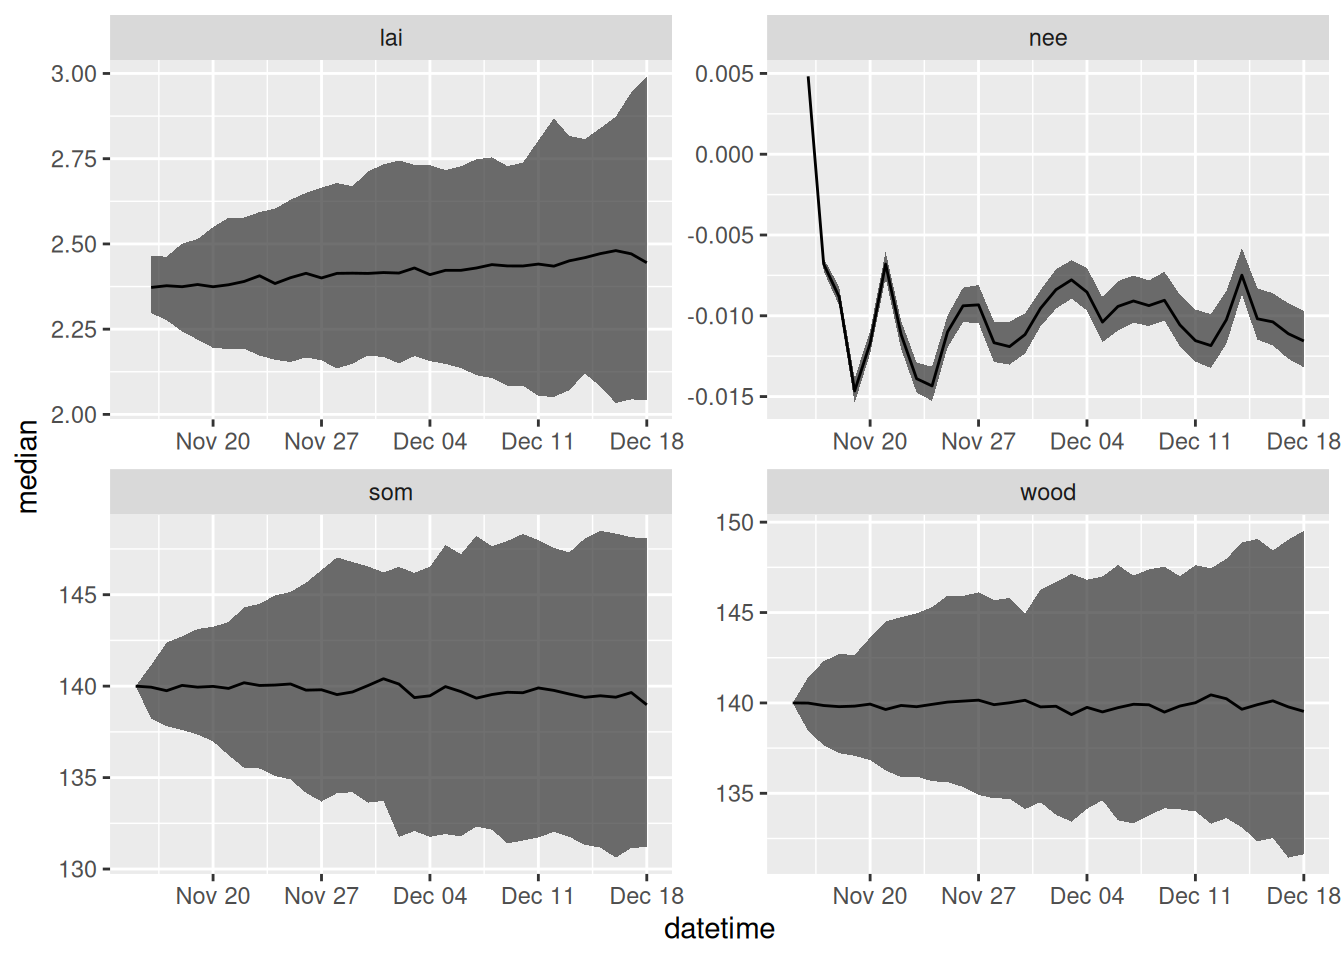 lai
nee
3.00
2.75
2.50
2.25
2.00
0.005
0.000
-0.005
-0.010
-0.015
Nov 20 Nov 27 Dec 04 Dec 11 Dec 18
Nov 20 Nov 27 Dec 04 Dec 11 Dec 18
median
som
wood
145
140
135
130
150
145
140
135
Nov 20 Nov 27 Dec 04 Dec 11 Dec 18
Nov 20 Nov 27 Dec 04 Dec 11 Dec 18
datetime